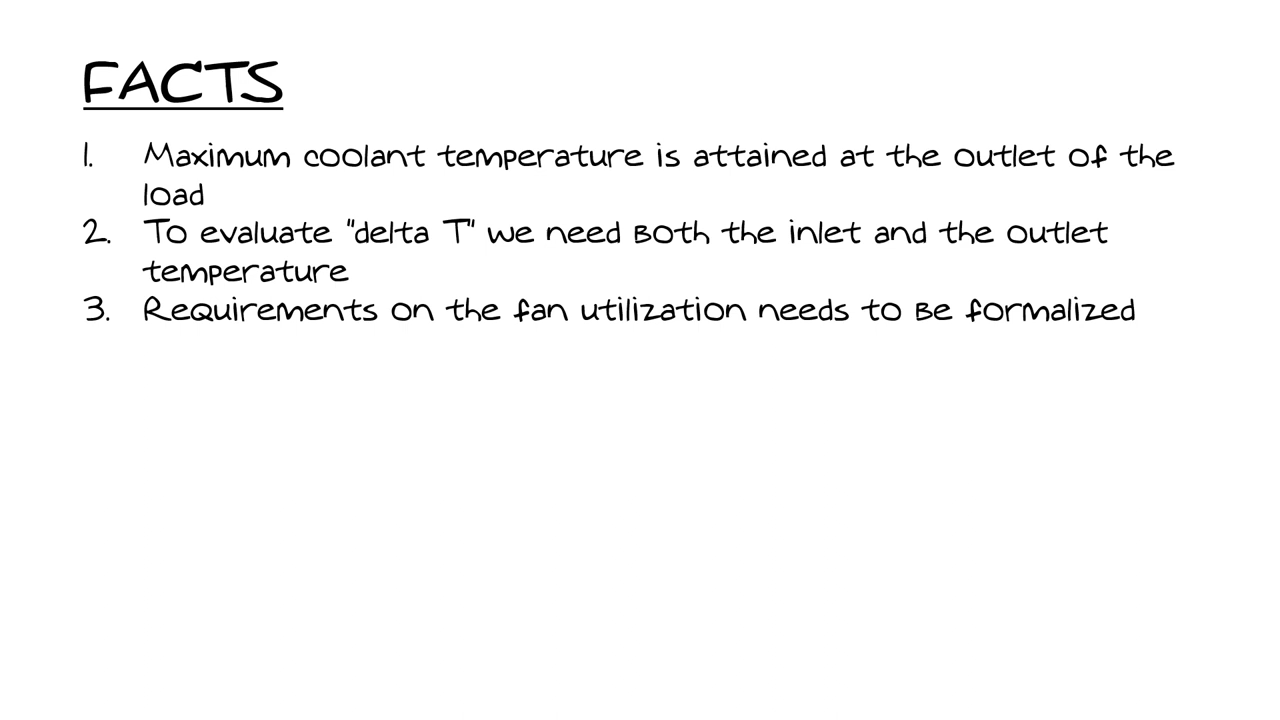 FACTS
1. Maximum coolant temperature is attained at the outlet of the
load
2. To evaluate "delta T" we need both the inlet and the outlet
temperature
3. Requirements on the fan utilization needs to be formalized